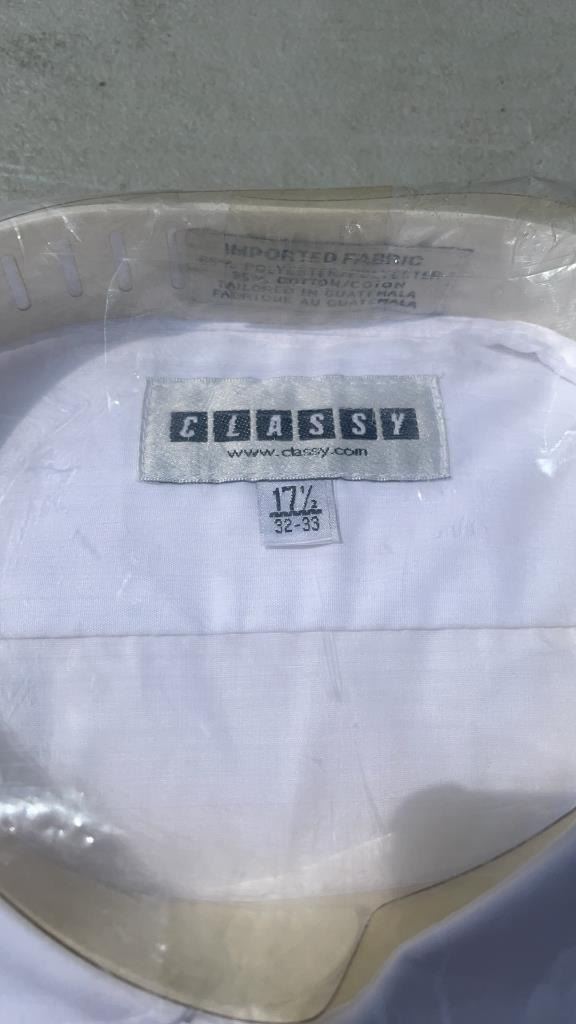 IMPORTED FABRIC
65% POLYESTER/POLYESTER
35% COTTON/COTON
TAILORED IN GUATEMALA
FABRIQUE AU GUATEMALA
CLASSY
www.classy.com
17½
32-33